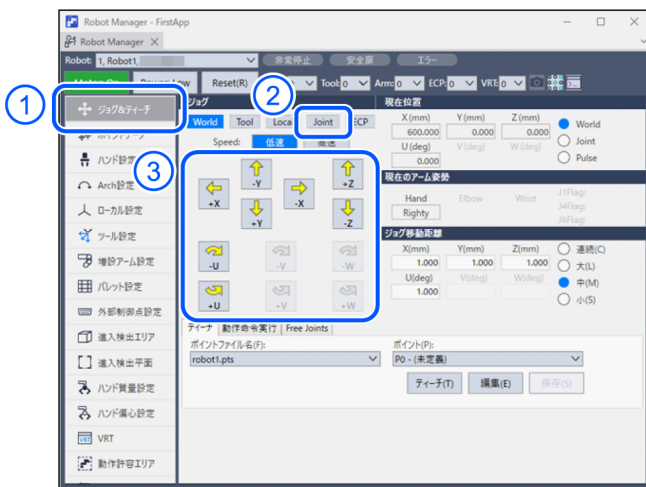 Robot Manager - FirstApp
Robot Manager
Robot: 1, Robot1, 非常停止 安全扉 エラー
Reset(R) Tool: 0 Arm: 0 ECP: 0 VRT: 0
1
ジョグ&ティーチ
ハンド設定
Arch設定
ローカル設定
ツール設定
増設アーム設定
パレット設定
外部制御点設定
進入検出エリア
進入検出平面
ハンド質量設定
ハンド偏心設定
VRT
動作許容エリア
ジョグ
2
World Tool Joint ECP
Speed: 低速 高速
3
-Y +Z
+X -X
+Y -Z
-U -V -W
+U +V +W
現在位置
X (mm) Y (mm) Z (mm)
600.000 0.000 0.000
U (deg) V (deg) W (deg)
0.000
World
Joint
Pulse
現在のアーム姿勢
Hand Elbow Wrist
Righty
J1Flag:
J4Flag:
J6Flag:
ジョグ移動距離
X(mm) Y(mm) Z(mm)
1.000 1.000 1.000
U(deg) V(deg) W(deg)
1.000
連続(C)
大(L)
中(M)
小(S)
ティーチ 動作命令実行 Free Joints
ポイントファイル名(F): ポイント(P):
robot1.pts P0 - (未定義)
ティーチ(T) 編集(E) 保存(S)